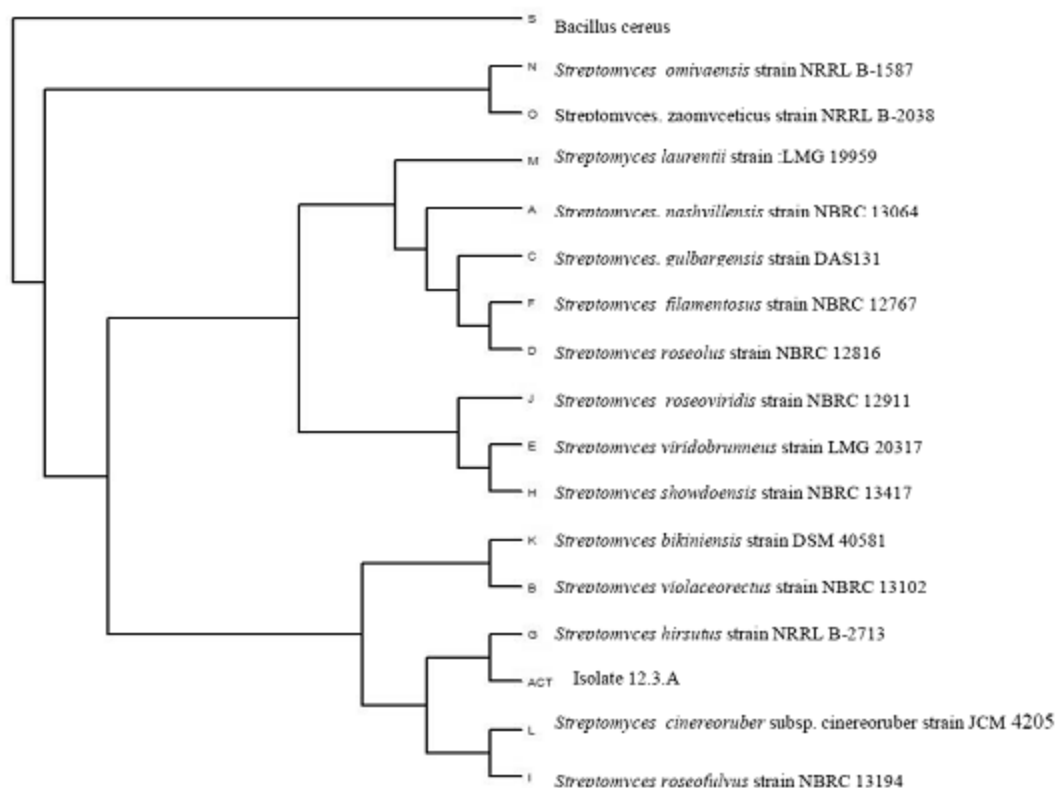 S Bacillus cereus
N Streptomyces omiyaensis strain NRRL B-1587
O Streptomyces. zaomyceticus strain NRRL B-2038
M Streptomyces laurentii strain :LMG 19959
A Streptomyces. nashvillensis strain NBRC 13064
C Streptomyces. gulbargensis strain DAS131
F Streptomyces filamentosus strain NBRC 12767
D Streptomyces roseolus strain NBRC 12816
J Streptomyces roseoviridis strain NBRC 12911
E Streptomyces viridobrunneus strain LMG 20317
H Streptomyces showdoensis strain NBRC 13417
K Streptomyces bikiniensis strain DSM 40581
B Streptomyces violaceorectus strain NBRC 13102
G Streptomyces hirsutus strain NRRL B-2713
ACT Isolate 12.3.A
L Streptomyces cinereoruber subsp. cinereoruber strain JCM 4205
I Streptomyces roseofulvus strain NBRC 13194